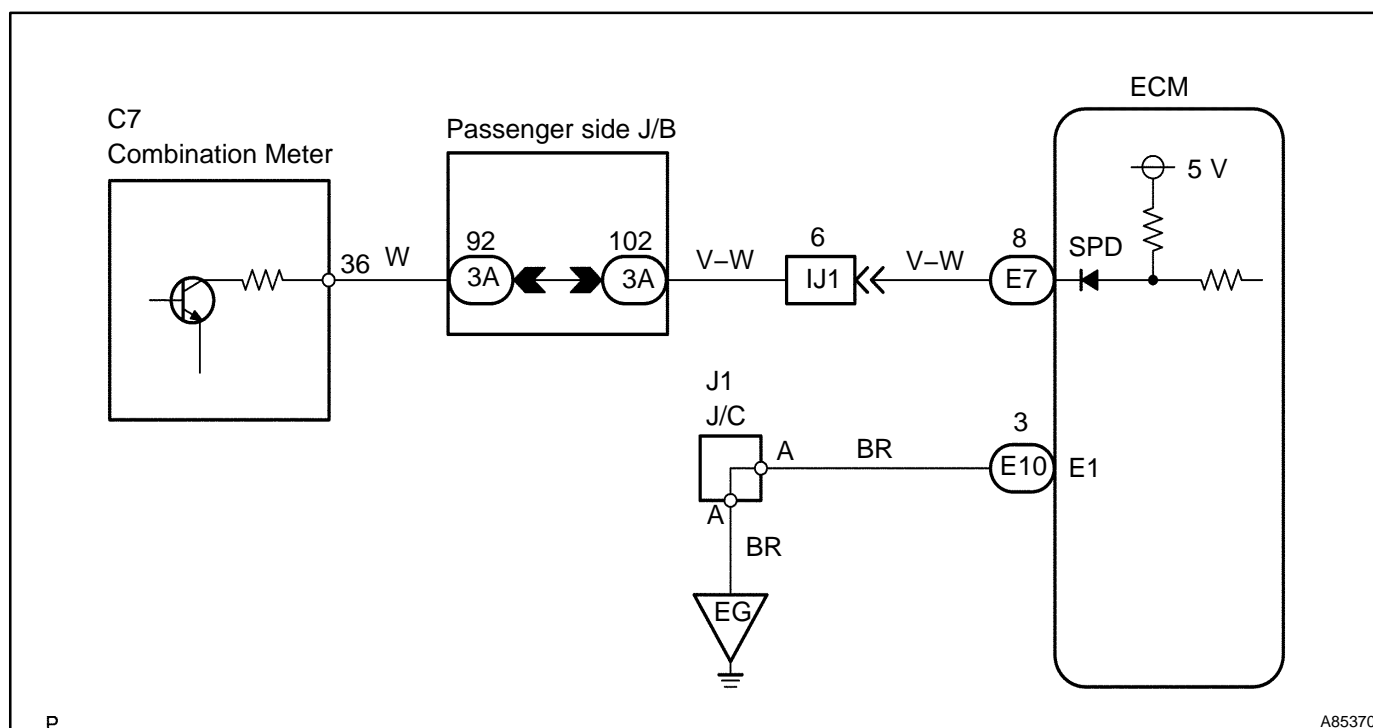 ECM
C7
Combination Meter
Passenger side J/B
5 V
36 W
92
3A
102
3A
V–W
6
IJ1
V–W
8
E7
SPD
J1
J/C
A
BR
3
E10
E1
A
BR
EG
P
A85370